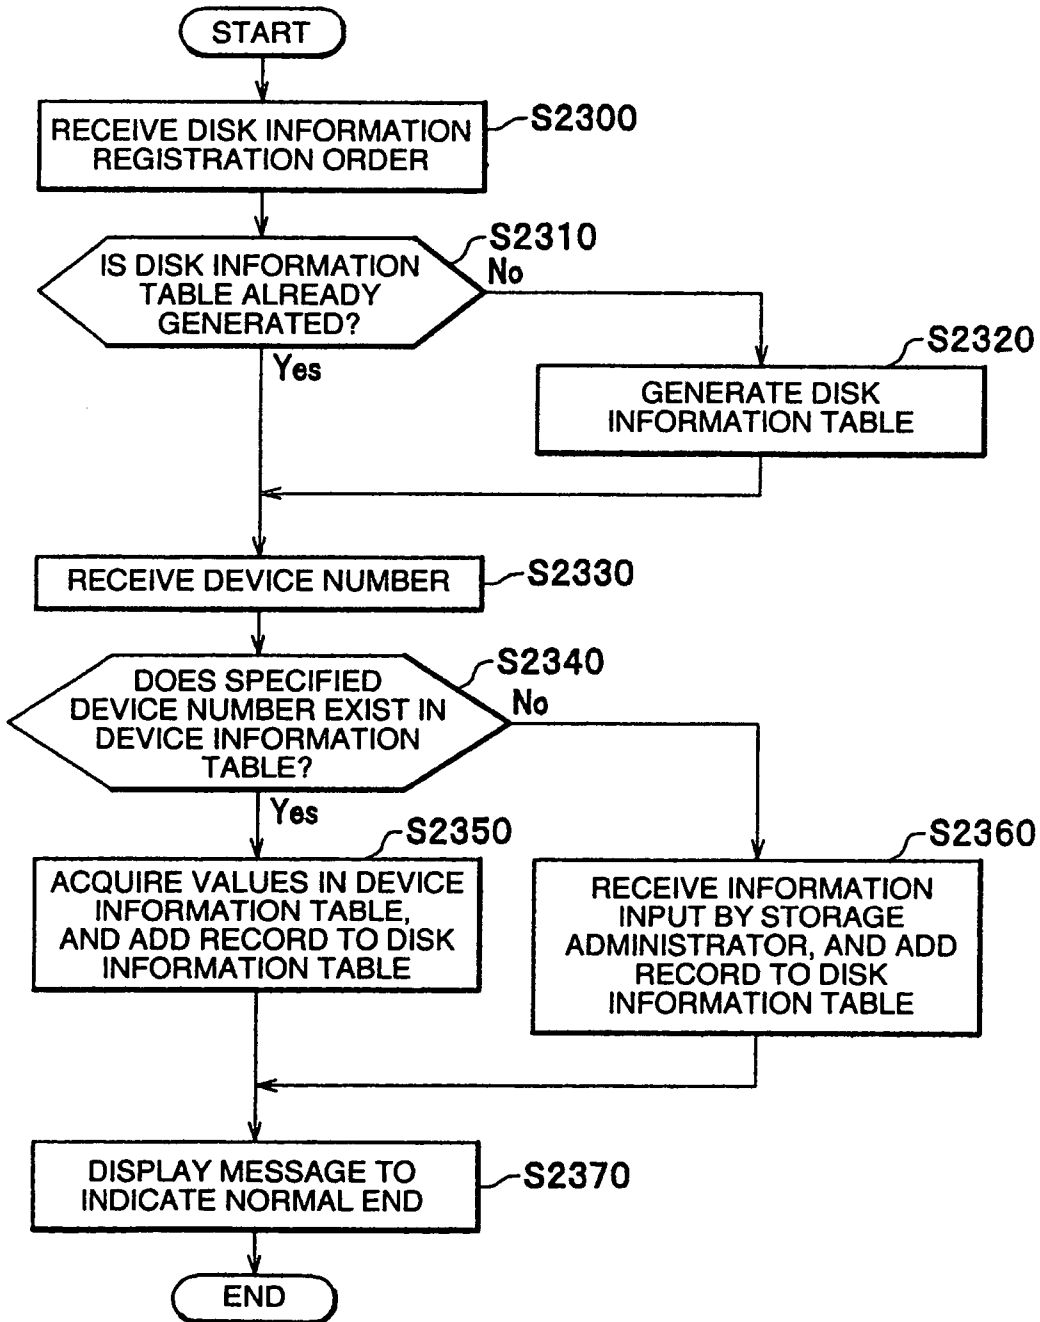 START
RECEIVE DISK INFORMATION
REGISTRATION ORDER
S2300
IS DISK INFORMATION
TABLE ALREADY
GENERATED?
S2310
No
Yes
S2320
GENERATE DISK
INFORMATION TABLE
RECEIVE DEVICE NUMBER
S2330
DOES SPECIFIED
DEVICE NUMBER EXIST IN
DEVICE INFORMATION
TABLE?
S2340
No
Yes
S2350
ACQUIRE VALUES IN DEVICE
INFORMATION TABLE,
AND ADD RECORD TO DISK
INFORMATION TABLE
S2360
RECEIVE INFORMATION
INPUT BY STORAGE
ADMINISTRATOR, AND ADD
RECORD TO DISK
INFORMATION TABLE
DISPLAY MESSAGE TO
INDICATE NORMAL END
S2370
END